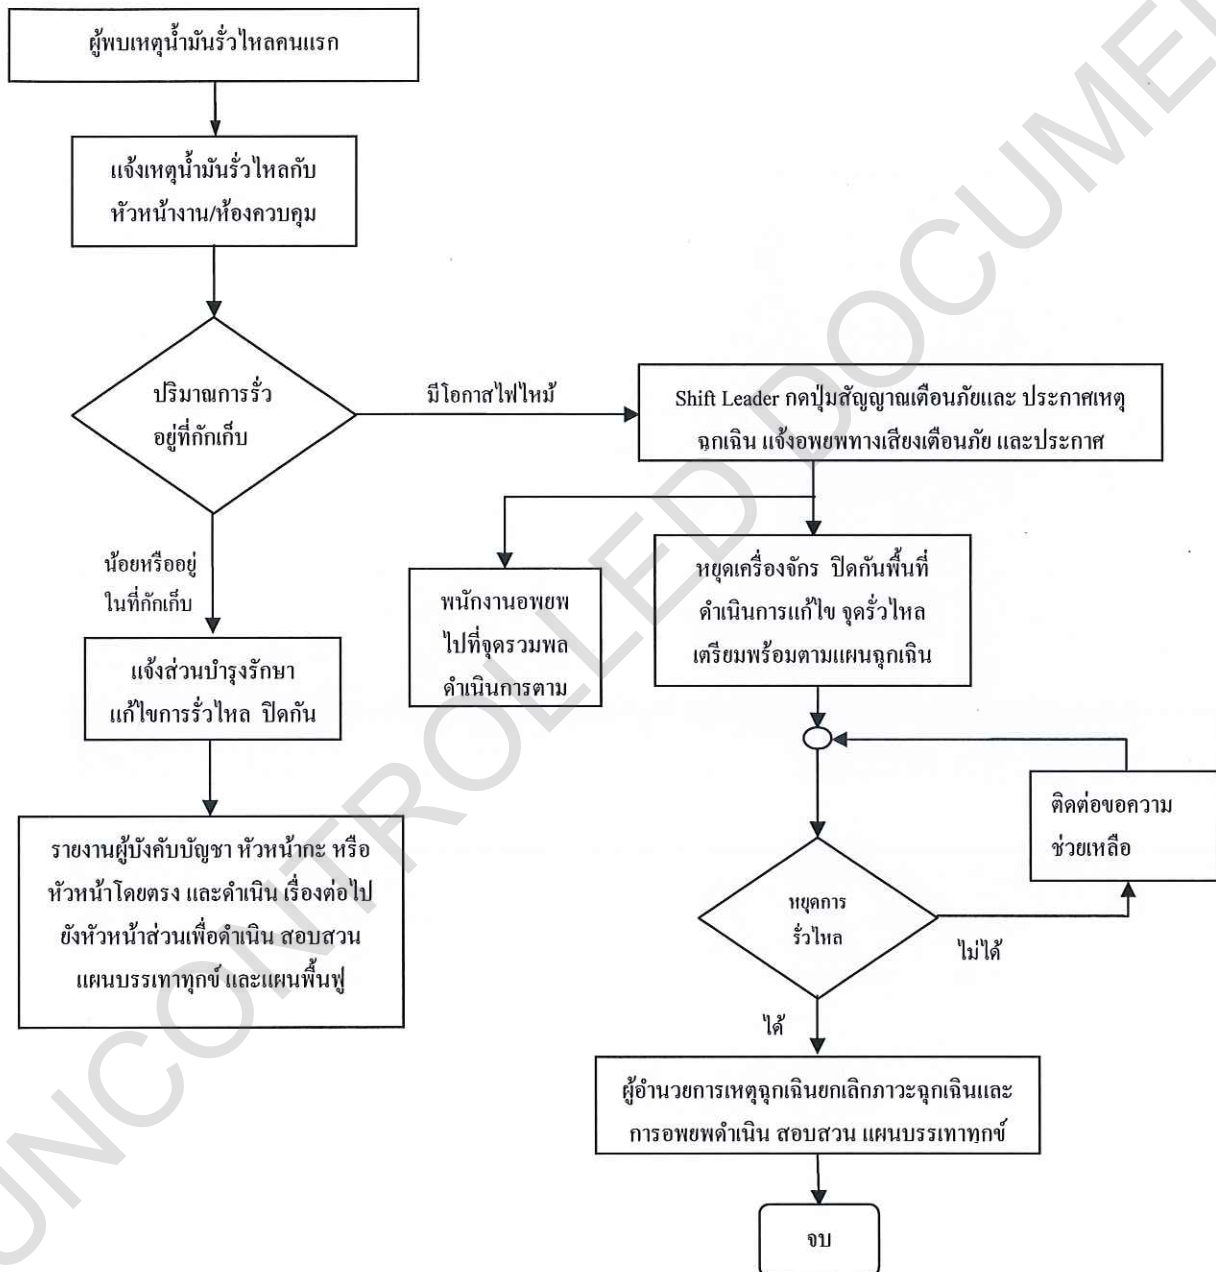 ผู้พบเหตุน้ำมันรั่วไหลคนแรก
แจ้งเหตุน้ำมันรั่วไหลกับ
หัวหน้างาน/ห้องควบคุม
ปริมาณการรั่ว
อยู่ที่กักเก็บ
มีโอกาสไฟไหม้
Shift Leader กดปุ่มสัญญาณเตือนภัยและ ประกาศเหตุ
ฉุกเฉิน แจ้งอพยพทางเสียงเตือนภัย และประกาศ
น้อยหรืออยู่
ในที่กักเก็บ
พนักงานอพยพ
ไปที่จุดรวมพล
ดำเนินการตาม
หยุดเครื่องจักร ปิดกันพื้นที่
ดำเนินการแก้ไข จุดรั่วไหล
เตรียมพร้อมตามแผนฉุกเฉิน
แจ้งส่วนบำรุงรักษา
แก้ไขการรั่วไหล ปิดกัน
รายงานผู้บังคับบัญชา หัวหน้ากะ หรือ
หัวหน้าโดยตรง และดำเนิน เรื่องต่อไป
ยังหัวหน้าส่วนเพื่อดำเนิน สอบสวน
แผนบรรเทาทุกข์ และแผนพื้นฟู
ติดต่อขอความ
ช่วยเหลือ
หยุดการ
รั่วไหล
ไม่ได้
ได้
ผู้อำนวยการเหตุฉุกเฉินยกเลิกภาวะฉุกเฉินและ
การอพยพดำเนิน สอบสวน แผนบรรเทาทุกข์
จบ
UNCONTROLLED DOCUME